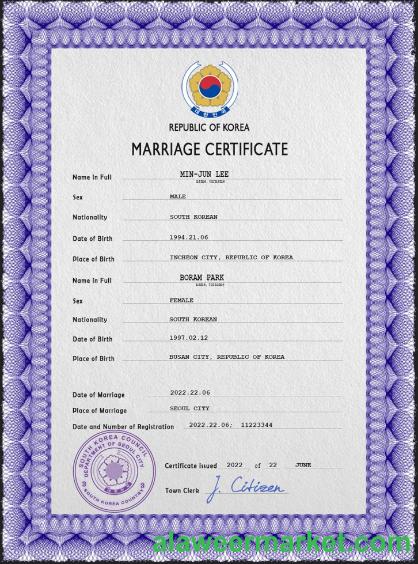 REPUBLIC OF KOREA
MARRIAGE CERTIFICATE
Name In Full MIN-JUN LEE
Sex MALE
Nationality SOUTH KOREAN
Date of Birth 1994.21.06
Place of Birth INCHEON CITY, REPUBLIC OF KOREA
Name In Full BORAM PARK
Sex FEMALE
Nationality SOUTH KOREAN
Date of Birth 1997.02.12
Place of Birth BUSAN CITY, REPUBLIC OF KOREA
Date of Marriage 2022.22.06
Place of Marriage SEOUL CITY
Date and Number of Registration 2022.22.06; 11223344
SOUTH KOREA COUNCIL
DEPARTMENT OF SEOUL CITY
SOUTH KOREA COUNTRY
Certificate issued 2022 of 22 JUNE
Town Clerk J. Citizen
alaweermarket.com